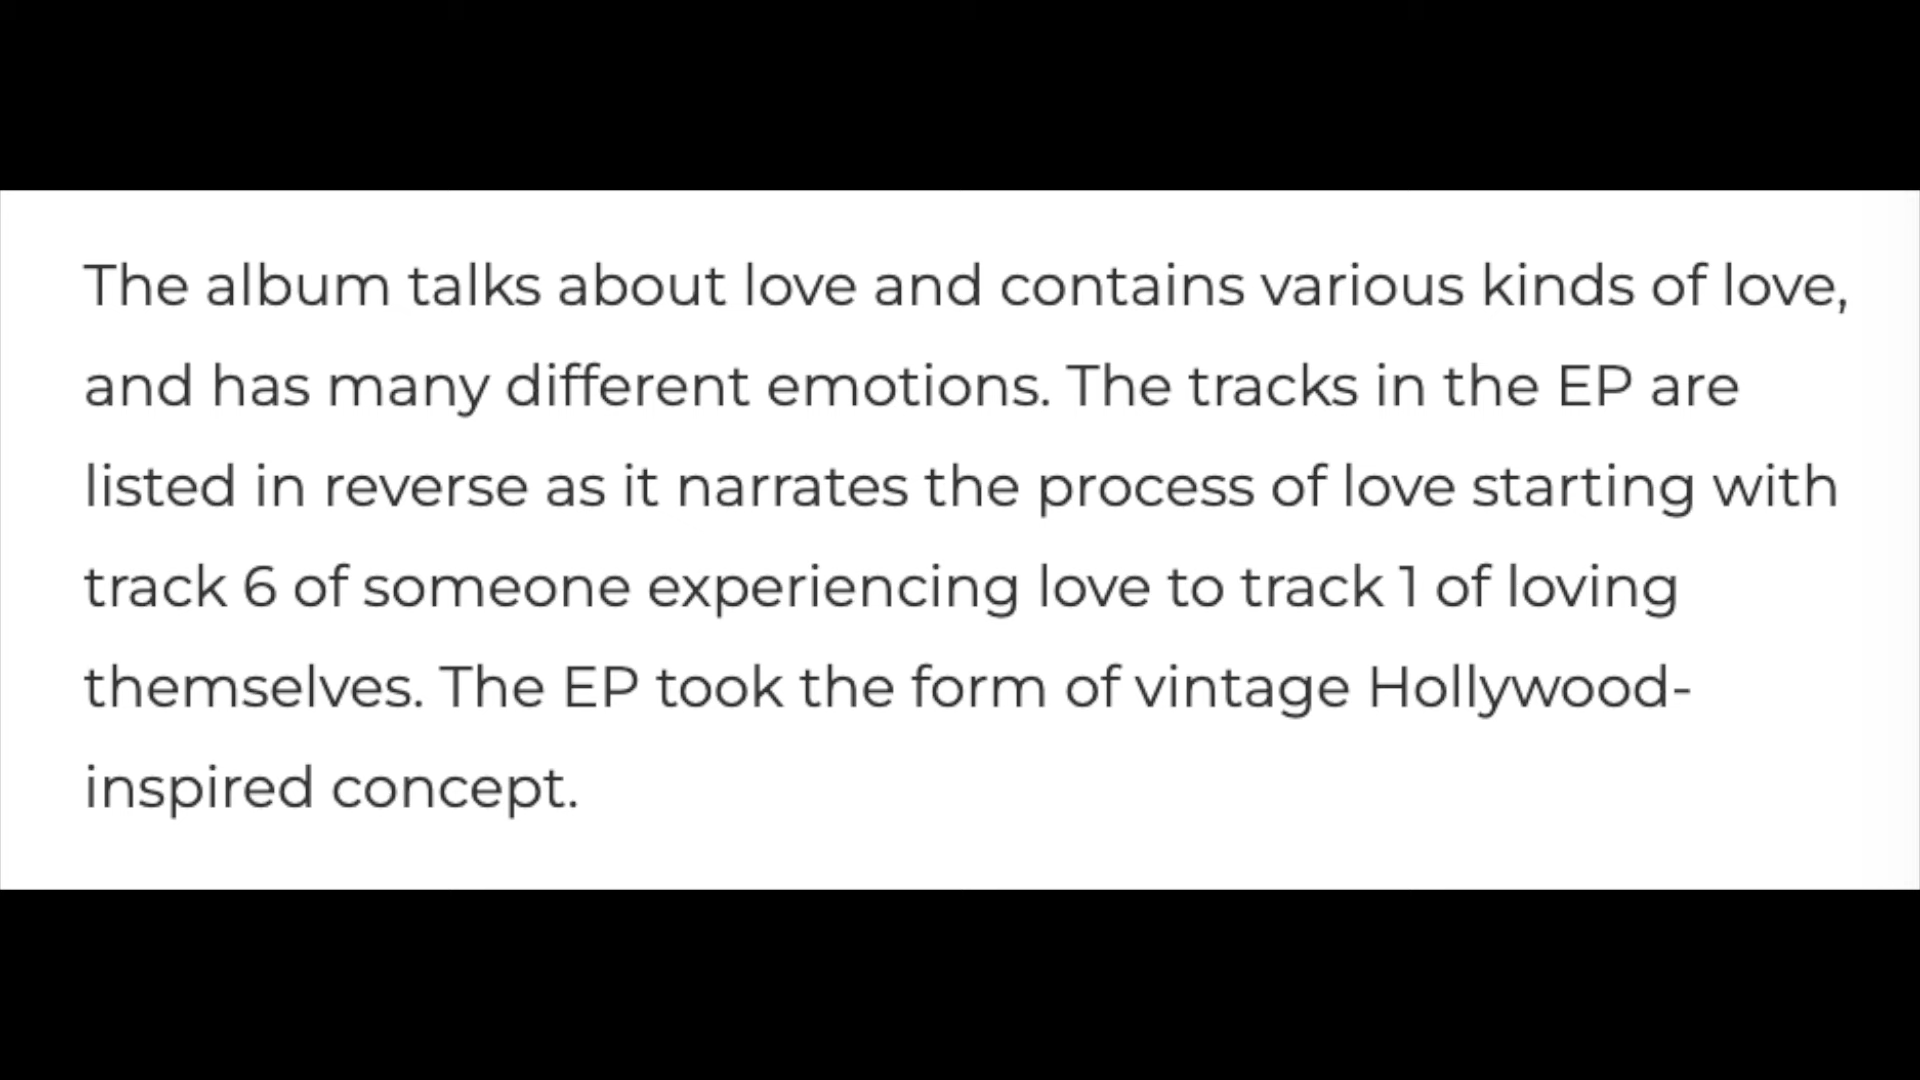 The album talks about love and contains various kinds of love,
and has many different emotions. The tracks in the EP are
listed in reverse as it narrates the process of love starting with
track 6 of someone experiencing love to track 1 of loving
themselves. The EP took the form of vintage Hollywood-
inspired concept.